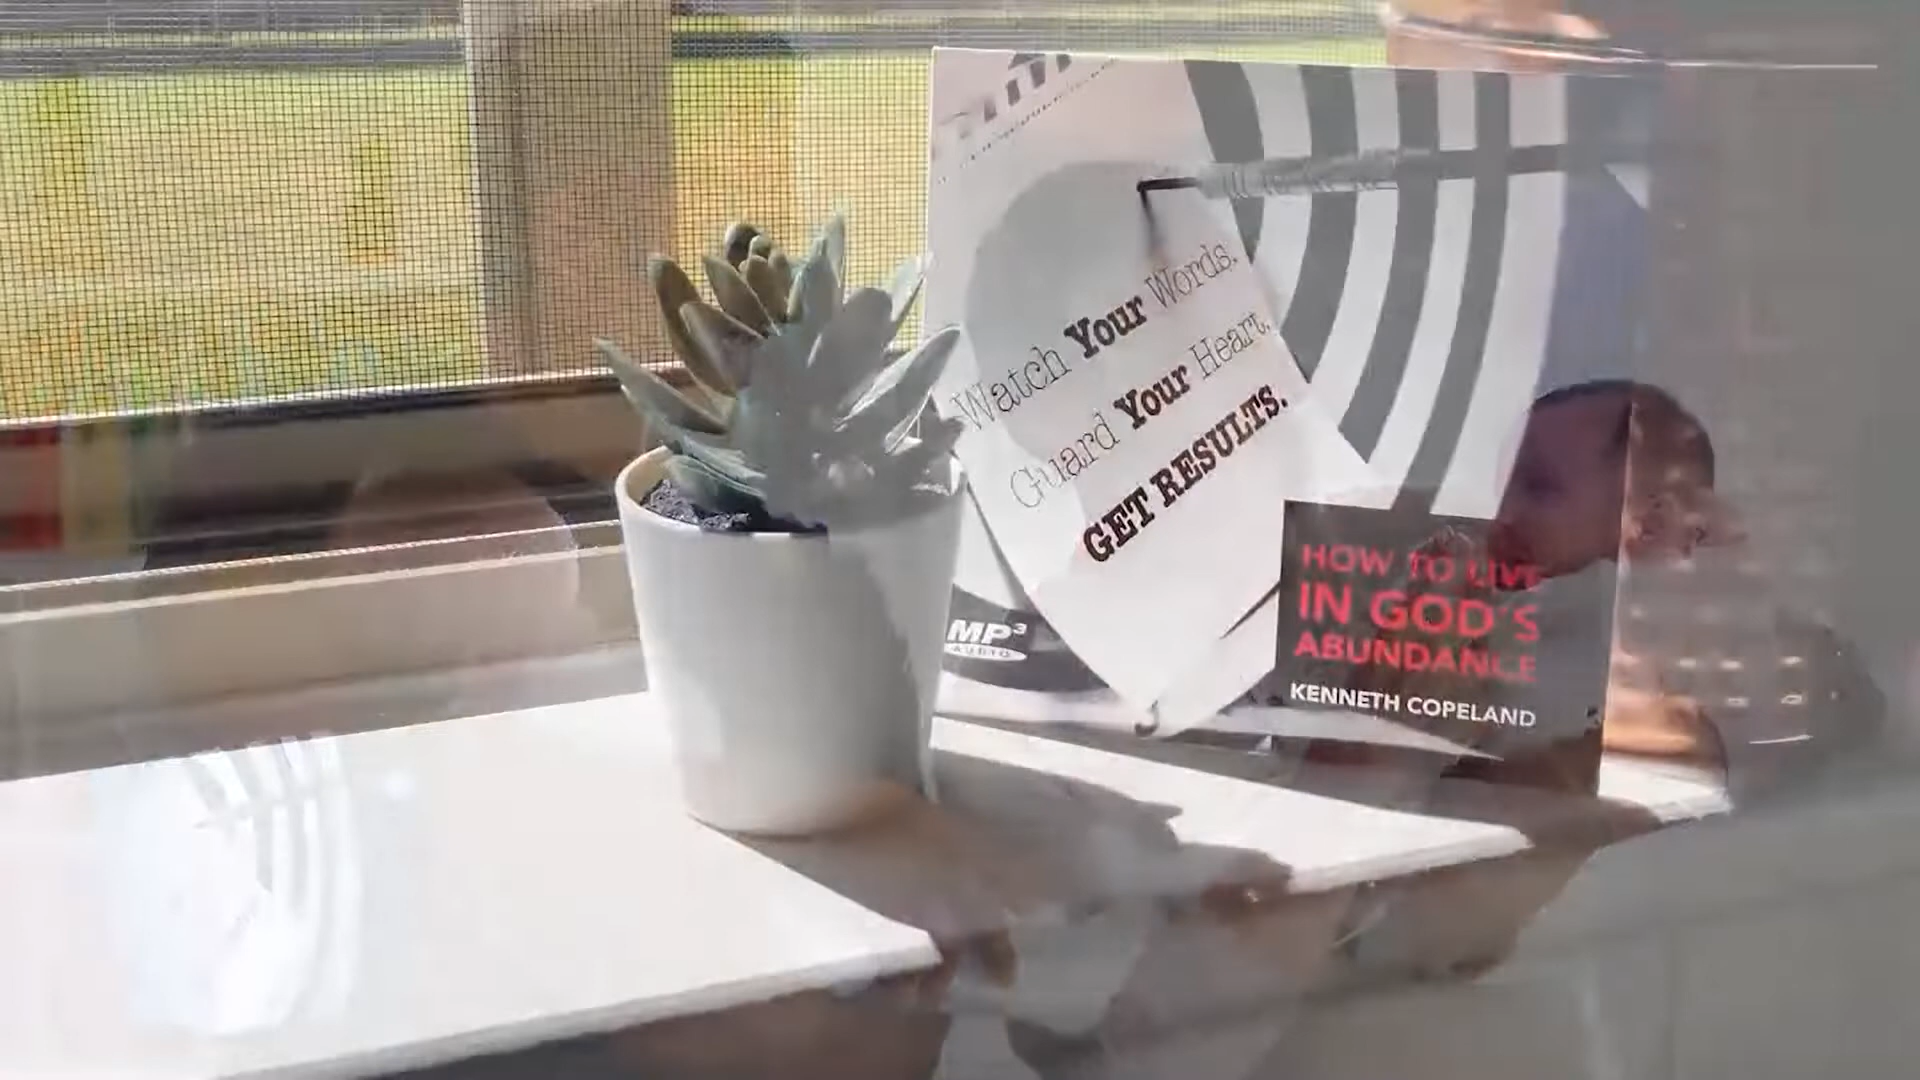 Watch Your Words.
Guard Your Heart.
GET RESULTS.
MP3
AUDIO
HOW TO LIVE
IN GOD'S
ABUNDANCE
KENNETH COPELAND